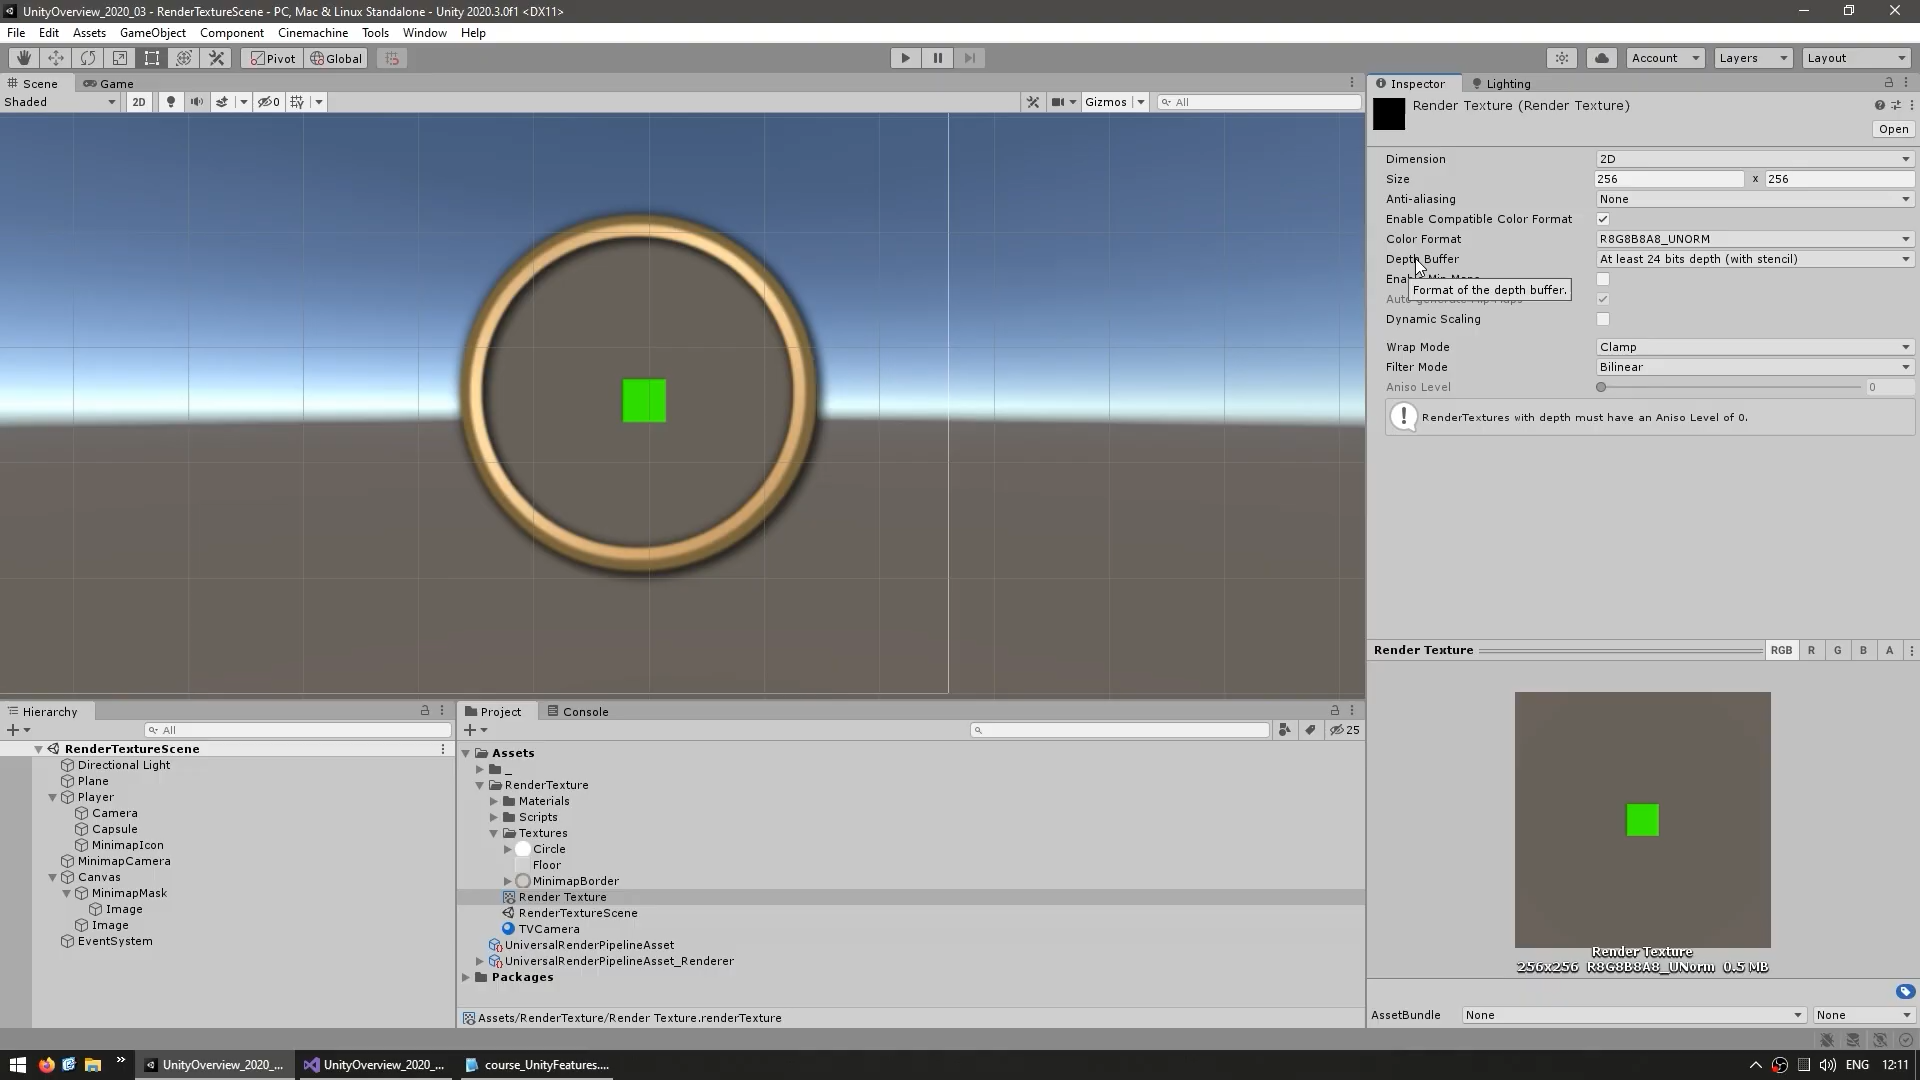 UnityOverview_2020_03 - RenderTextureScene - PC, Mac & Linux Standalone - Unity 2020.3.0f1 <DX11>
File Edit Assets GameObject Component Cinemachine Tools Window Help
Pivot Global Account Layers Layout
Scene Game
Shaded 2D 0 Gizmos All
Inspector Lighting
Render Texture (Render Texture)
Open
Dimension 2D
Size 256 x 256
Anti-aliasing None
Enable Compatible Color Format
Color Format R8G8B8A8_UNORM
Depth Buffer At least 24 bits depth (with stencil)
Format of the depth buffer.
Dynamic Scaling
Wrap Mode Clamp
Filter Mode Bilinear
Aniso Level 0
RenderTextures with depth must have an Aniso Level of 0.
Render Texture RGB R G B A
Render Texture
256x256 R8G8B8A8_UNorm 0.5 MB
AssetBundle None None
Hierarchy
All
RenderTextureScene
Directional Light
Plane
Player
Camera
Capsule
MinimapIcon
MinimapCamera
Canvas
MinimapMask
Image
Image
EventSystem
Project Console
25
Assets
_
RenderTexture
Materials
Scripts
Textures
Circle
Floor
MinimapBorder
Render Texture
RenderTextureScene
TVCamera
UniversalRenderPipelineAsset
UniversalRenderPipelineAsset_Renderer
Packages
Assets/RenderTexture/Render Texture.renderTexture
UnityOverview_2020_... UnityOverview_2020_... course_UnityFeatures.... ENG 12:11